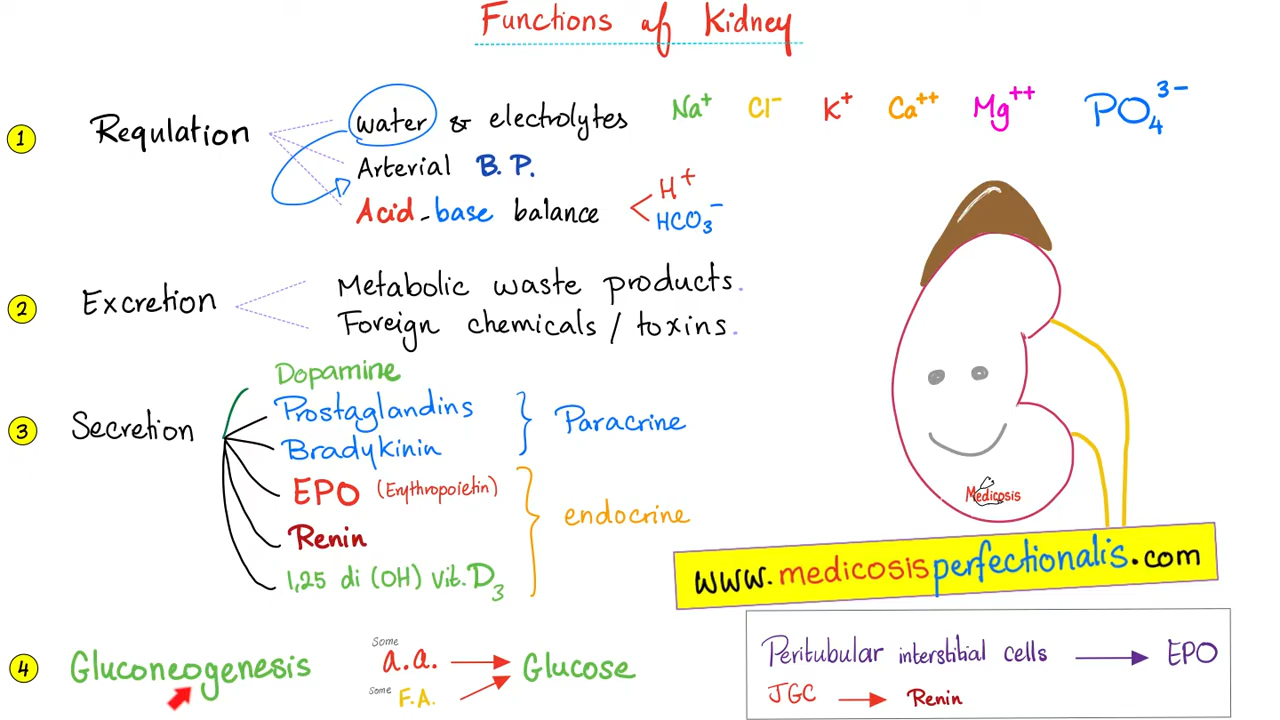 Functions of Kidney
1 Regulation
water & electrolytes Na⁺ Cl⁻ K⁺ Ca⁺⁺ Mg⁺⁺ PO₄³⁻
Arterial B.P.
Acid-base balance H⁺
HCO₃⁻
2 Excretion
Metabolic waste products.
Foreign chemicals / toxins.
3 Secretion
Dopamine
Prostaglandins
Bradykinin
Paracrine
EPO (Erythropoietin)
Renin
1,25 di (OH) vit. D₃
endocrine
Medicosis
www.medicosisperfectionalis.com
4 Gluconeogenesis
Some
a.a. → Glucose
Some F.A.
Peritubular interstitial cells → EPO
JGC → Renin